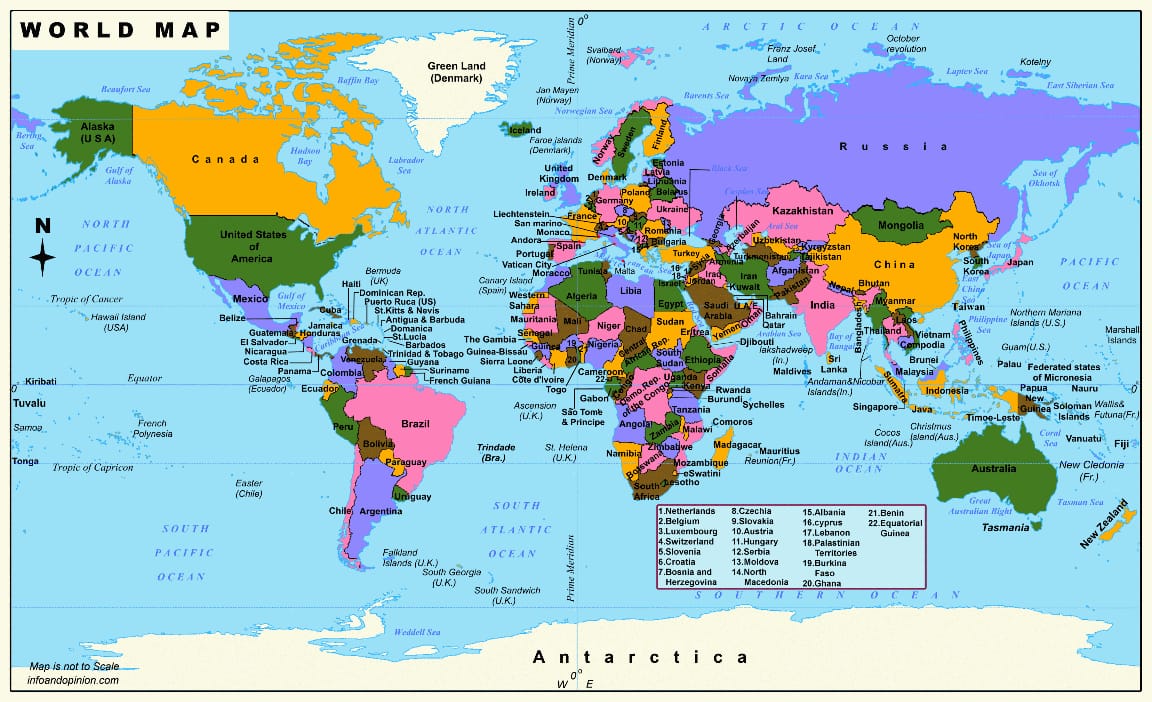 WORLD MAP
0°
ARCTIC OCEAN
Prime Meridian
Svalbard
(Norway)
Franz Josef
Land
October
revolution
Kotelny
Novaya Zemlya
Kara Sea
Laptev Sea
East Siberian Sea
Barents Sea
Green Land
(Denmark)
Baffin Bay
Beaufort Sea
Jan Mayen
(Norway)
Norwegian Sea
Bering
Sea
Alaska
(U S A)
Gulf of
Alaska
Canada
Hudson
Bay
Labrador
Sea
Iceland
Faroe islands
(Denmark)
Norway
Sweden
Finland
Russia
Sea of
Okhotsk
United
Kingdom
Ireland
Denmark
Estonia
Latvia
Lithuania
Belarus
Poland
Germany
Ukraine
Black Sea
Caspian Sea
Aral Sea
Liechtenstein
San marino
Monaco
Andora
Portugal
Vatican City
France
Spain
Romania
Bulgaria
Turkey
Georgia
Azerbaijan
Armenia
Kazakhstan
Uzbekistan
Turkmenistan
Kyrgyzstan
Tajikistan
Mongolia
China
North
Korea
South
Korea
Sea of
Japan
Japan
East
China
Sea
Taiwan
N
NORTH
PACIFIC
OCEAN
NORTH
ATLANTIC
OCEAN
PACIFIC
OCEAN
United States
of
America
Mexico
Gulf of
Mexico
Bermuda
(UK)
Tropic of Cancer
Hawaii Island
(USA)
Haiti
Dominican Rep.
Puerto Ruca (US)
St.Kitts & Nevis
Antigua & Barbuda
Domanica
St.Lucia
Barbados
Trinidad & Tobago
Guyana
Suriname
French Guiana
Cuba
Jamaica
Grenada
Caribbean Sea
Belize
Honduras
Guatemala
El Salvador
Nicaragua
Costa Rica
Panama
Venezuela
Colombia
Galapagos
(Ecuador)
Ecuador
Peru
Brazil
Bolivia
Paraguay
Uruguay
Chile
Argentina
Morocco
Canary Island
(Spain)
Western
Sahara
Mauritania
Senegal
The Gambia
Guinea-Bissau
Sierra Lone
Liberia
Côte d'Ivoire
Togo
Guinea
Tunisia
Malta
Algeria
Libia
Egypt
Mali
Niger
Chad
Sudan
Eritrea
Djibouti
Nigeria
Central
African Rep.
South
Sudan
Ethiopia
Somalia
Cameroon
Gabon
São Tomé
& Principe
Congo
Demo Rep.
of the Congo
Uganda
Kenya
Rwanda
Burundi
Tanzania
Sychelles
Comoros
Angola
Zambia
Malawi
Mozambique
Madagacar
Mauritius
Reunion(Fr.)
Zimbabwe
Namibia
Botswana
eSwatini
Lesotho
South
Africa
Israel
Syria
Jordan
Iraq
Iran
Kuwait
Saudi
Arabia
U.A.E
Bahrain
Qatar
Yemen
Oman
Arabian Sea
Afganistan
Pakistan
India
Nepal
Bhutan
Bangladesh
Myanmar
Laos
Thailand
Vietnam
Combodia
Bay of
Bangal
lakshadweep
(In.)
Maldives
Sri
Lanka
Andaman&Nicobar
Islands(In.)
Philippine
Sea
Philippines
Brunei
Malaysia
Singapore
Sumatra
Java
Indonesia
Northern Mariana
Islands (U.S.)
Marshall
Islands
Guam(U.S.)
Palau
Federated states
of Micronesia
Nauru
Papua
New
Guinea
Soloman
Islands
Wallis&
Futuna(Fr.)
Timoo-Leste
Christmus
(Island(Aus.)
Cocos
Island(Aus.)
Coral
Sea
Vanuatu
Fiji
New Cledonia
(Fr.)
Tasman Sea
Australia
Great
Australian Bight
Tasmania
New Zealand
Kiribati
Equator
0
0°
Tuvalu
Samoa
French
Polynesia
Tonga
Tropic of Capricon
Easter
(Chile)
Ascension
(U.K.)
Trindade
(Bra.)
St. Helena
(U.K.)
INDIAN
OCEAN
SOUTH
PACIFIC
OCEAN
SOUTH
ATLANTIC
OCEAN
Falkland
Islands (U.K.)
South Georgia
(U.K.)
South Sandwich
(U.K.)
Prime Meridian
1.Netherlands
2.Belgium
3.Luxembourg
4.Switzerland
5.Slovenia
6.Croatia
7.Bosnia and
Herzegovina
8.Czechia
9.Slovakia
10.Austria
11.Hungary
12.Serbia
13.Moldova
14.North
Macedonia
15.Albania
16.cyprus
17.Lebanon
18.Palastinian
Territories
19.Burkina
Faso
20.Ghana
21.Benin
22.Equatorial
Guinea
SOUTHERN OCEAN
Weddell Sea
Antarctica
0°
W E
Map is not to Scale
infoandopinion.com